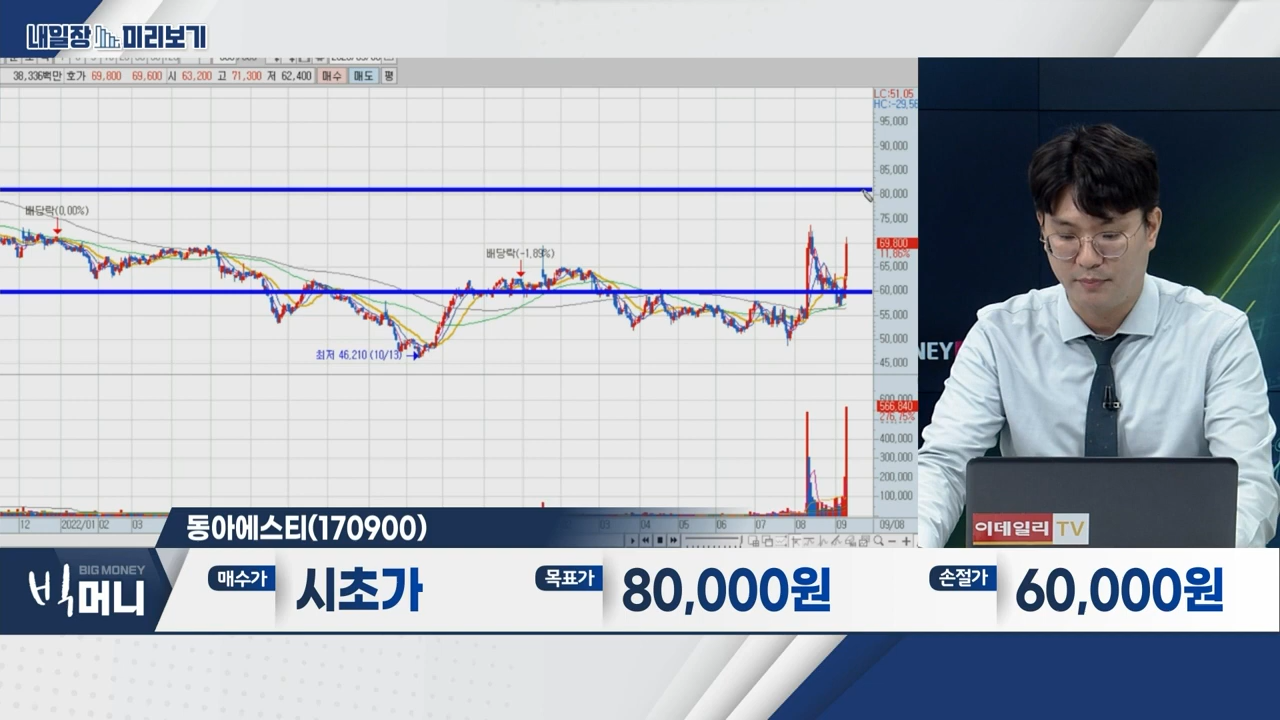 내일장 미리보기
38,336백만 호가 69,800 69,600 시 63,200 고 71,300 저 62,400 매수 매도 평
LC:51,05
HC:-29,56
95,000
90,000
85,000
80,000
75,000
69,800
11,86%
65,000
60,000
55,000
50,000
45,000
배당락(0,00%)
배당락(-1,89%)
최저 46,210 (10/13)
600,000
566,840
276,75%
400,000
300,000
200,000
100,000
12 2022/01 02 03 03 04 05 06 07 08 09 09/08
동아에스티(170900)
BIG MONEY
빅머니
매수가 시초가 목표가 80,000원 손절가 60,000원
NEY
이데일리 TV